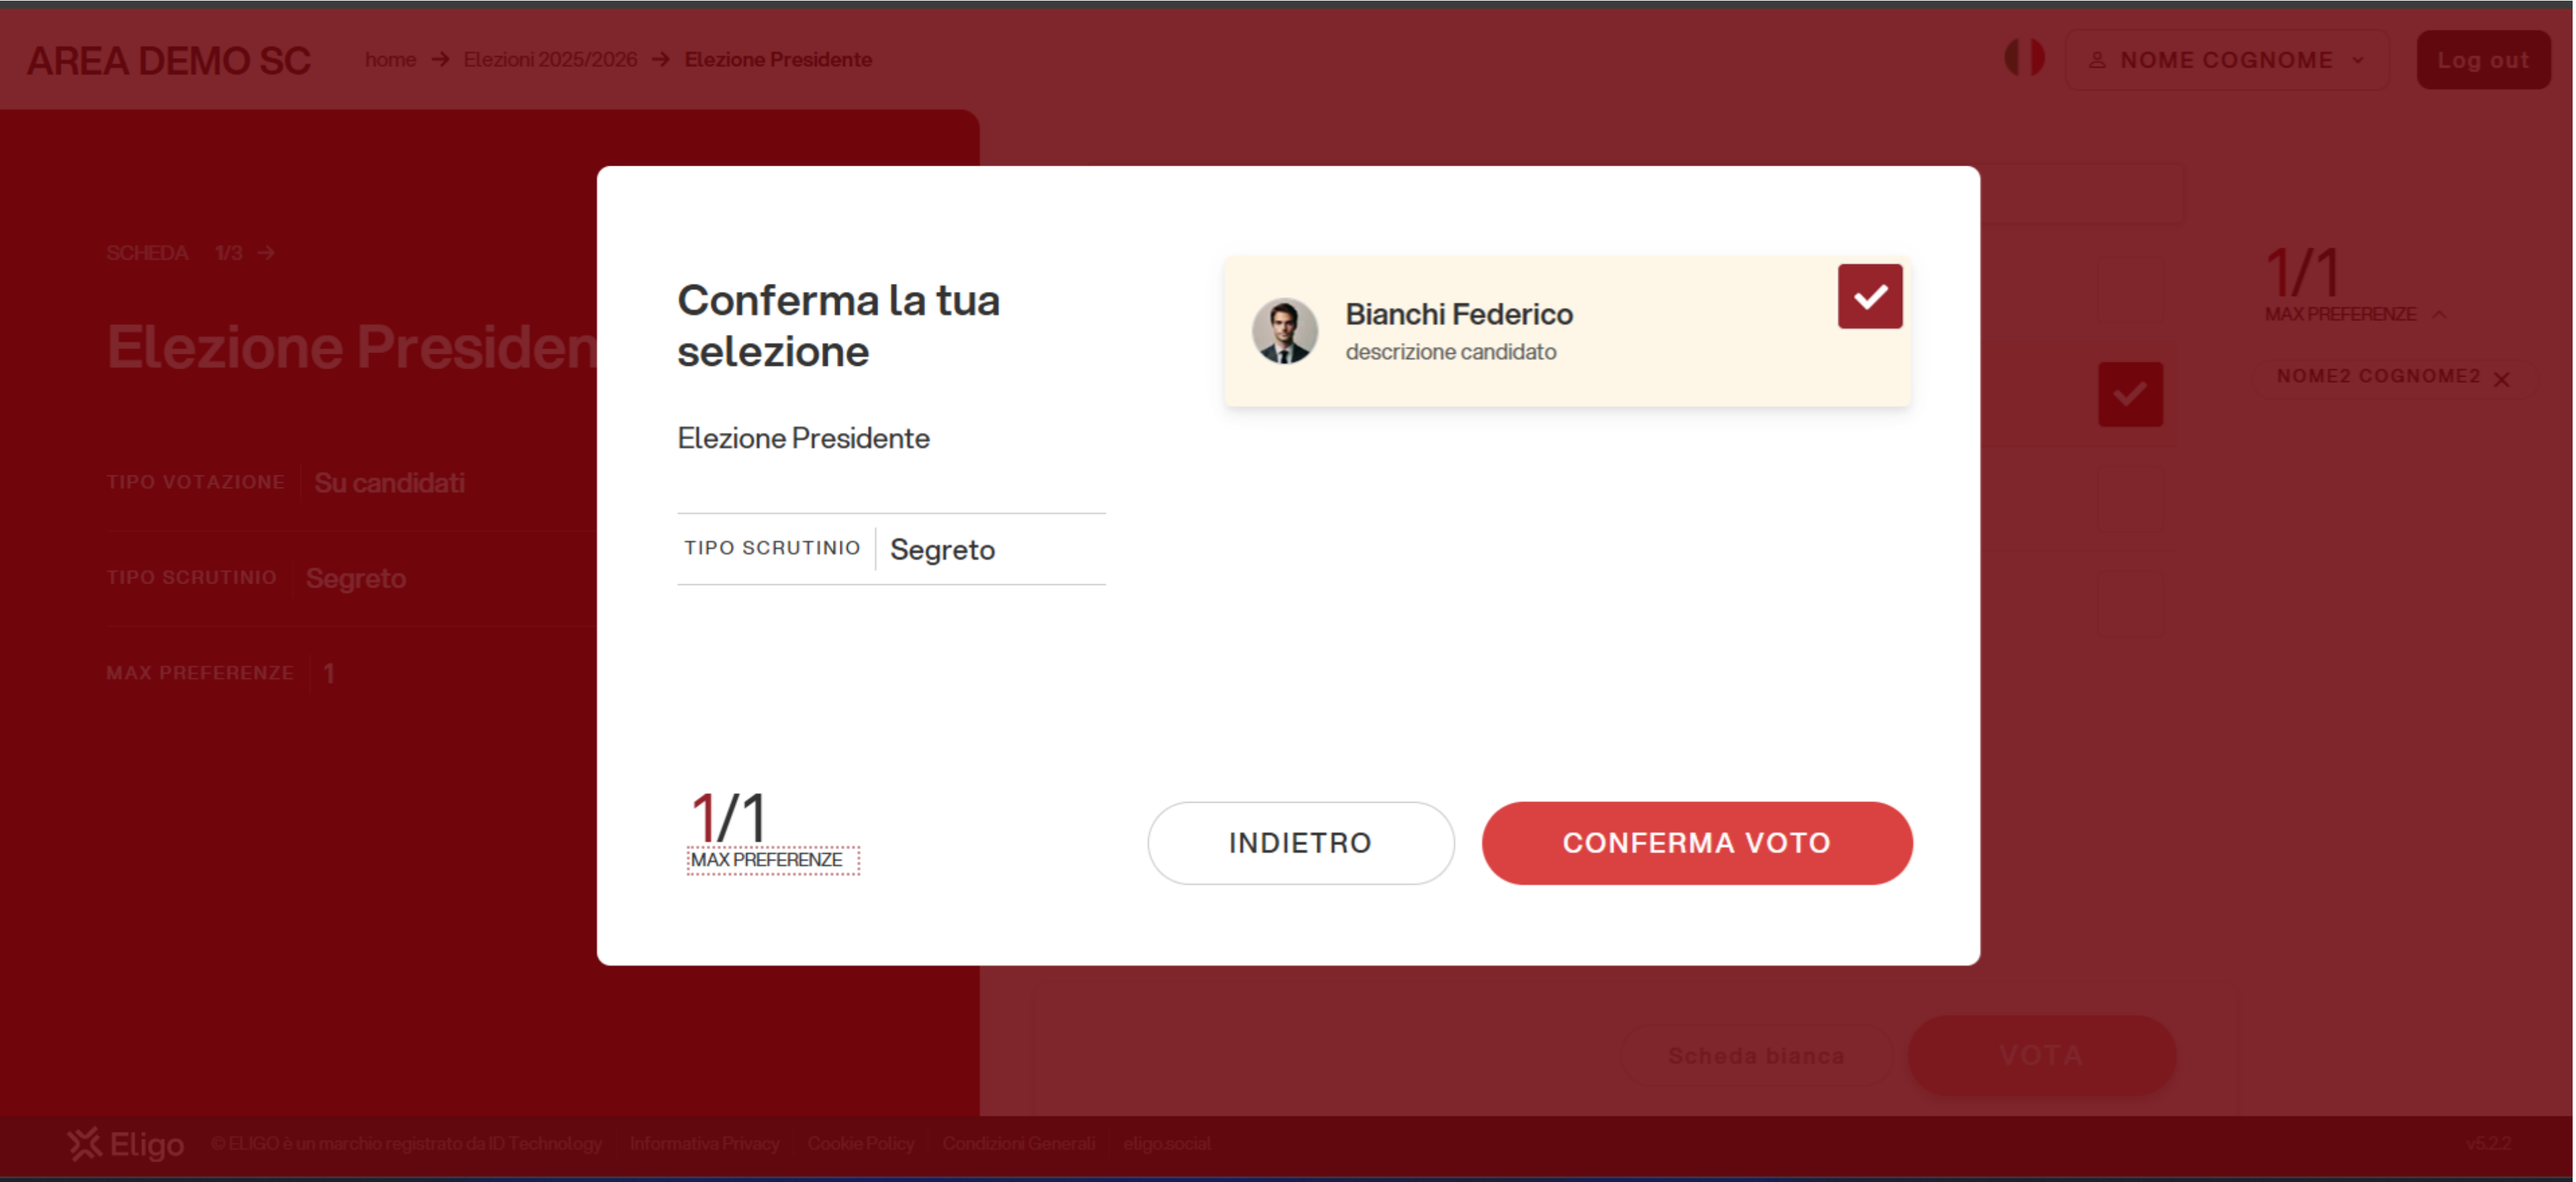 AREA DEMO SC
home → Elezioni 2025/2026 → Elezione Presidente
NOME COGNOME
Log out
SCHEDA 1/3 →
Elezione Presiden
TIPO VOTAZIONE Su candidati
TIPO SCRUTINIO Segreto
MAX PREFERENZE 1
Conferma la tua
selezione
Elezione Presidente
TIPO SCRUTINIO Segreto
1/1
MAX PREFERENZE
Bianchi Federico
descrizione candidato
INDIETRO
CONFERMA VOTO
1/1
MAX PREFERENZE
NOME2 COGNOME2
Scheda bianca
VOTA
Eligo
© ELIGO è un marchio registrato da ID Technology
Informativa Privacy
Cookie Policy
Condizioni Generali
eligo.social
v5.2.2